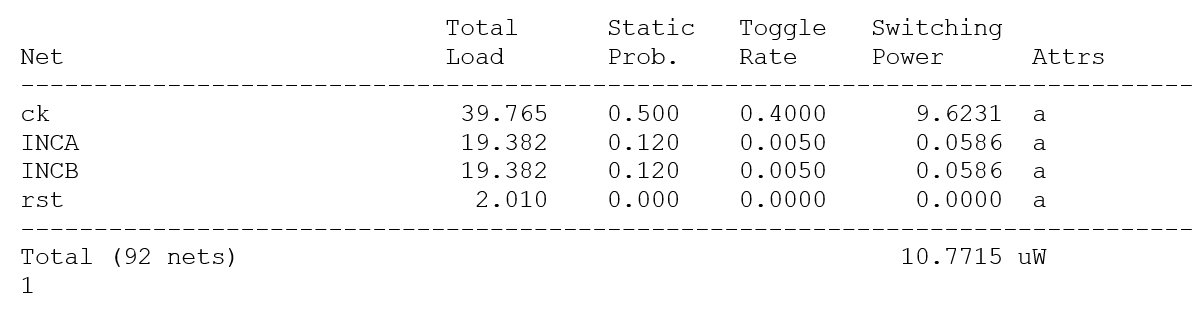 Total      Static   Toggle   Switching
Net                          Load       Prob.    Rate     Power      Attrs
--------------------------------------------------------------------------------
ck                            39.765    0.500    0.4000      9.6231  a
INCA                          19.382    0.120    0.0050      0.0586  a
INCB                          19.382    0.120    0.0050      0.0586  a
rst                            2.010    0.000    0.0000      0.0000  a
--------------------------------------------------------------------------------
Total (92 nets)                                             10.7715 uW
1